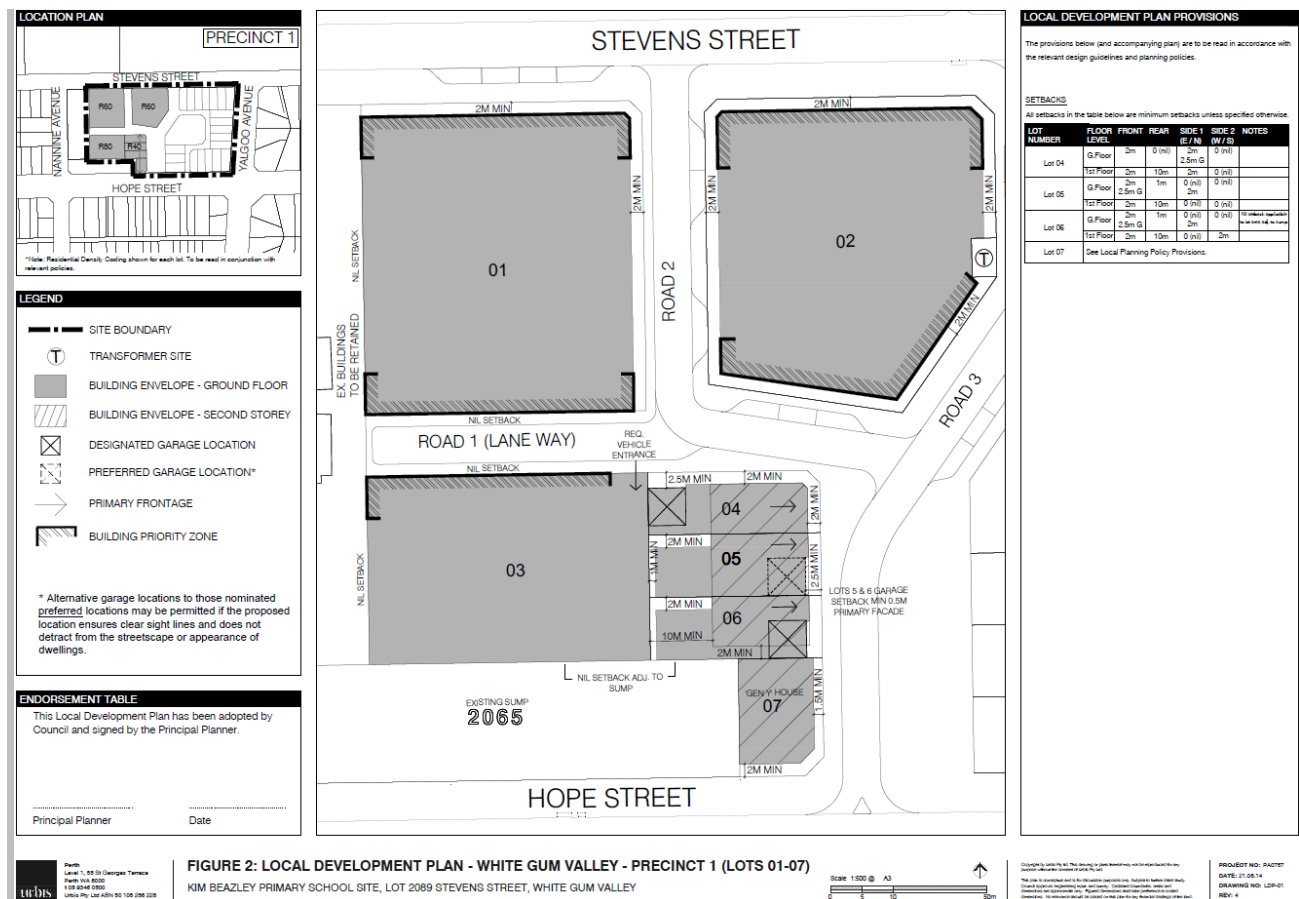 LOCATION PLAN
PRECINCT 1
STEVENS STREET
NANNINE AVENUE
YALGOO AVENUE
R60
R60
R80
R40
HOPE STREET
*Note: Residential Density Coding shown for each lot. To be read in conjunction with
relevant policies.
LEGEND
SITE BOUNDARY
T
TRANSFORMER SITE
BUILDING ENVELOPE - GROUND FLOOR
BUILDING ENVELOPE - SECOND STOREY
DESIGNATED GARAGE LOCATION
PREFERRED GARAGE LOCATION*
PRIMARY FRONTAGE
BUILDING PRIORITY ZONE
* Alternative garage locations to those nominated
preferred locations may be permitted if the proposed
location ensures clear sight lines and does not
detract from the streetscape or appearance of
dwellings.
ENDORSEMENT TABLE
This Local Development Plan has been adopted by
Council and signed by the Principal Planner.
Principal Planner Date
STEVENS STREET
2M MIN
2M MIN
NIL SETBACK
01
2M MIN
ROAD 2
2M MIN
02
2M MIN
T
2M MIN
EX. BUILDINGS
TO BE RETAINED
NIL SETBACK
ROAD 1 (LANE WAY)
REQ.
VEHICLE
ENTRANCE
ROAD 3
NIL SETBACK
2.5M MIN
2M MIN
04
2M MIN
2M MIN
05
1M MIN
2.5M MIN
03
NIL SETBACK
2M MIN
06
10M MIN
2M MIN
LOTS 5 & 6 GARAGE
SETBACK MIN 0.5M
PRIMARY FACADE
NIL SETBACK ADJ. TO
SUMP
EXISTING SUMP
2065
'GEN Y' HOUSE
07
1.5M MIN
2M MIN
HOPE STREET
LOCAL DEVELOPMENT PLAN PROVISIONS
The provisions below (and accompanying plan) are to be read in accordance with
the relevant design guidelines and planning policies.
SETBACKS
All setbacks in the table below are minimum setbacks unless specified otherwise.
LOT NUMBER FLOOR LEVEL FRONT REAR SIDE 1 (E / N) SIDE 2 (W / S) NOTES
Lot 04 G.Floor 2m 0 (nil) 2m 2.5m G 0 (nil)
1st Floor 2m 10m 2m 0 (nil)
Lot 05 G.Floor 2m 2.5m G 1m 0 (nil) 2m 0 (nil)
1st Floor 2m 10m 0 (nil) 0 (nil)
Lot 06 G.Floor 2m 2.5m G 1m 0 (nil) 2m 0 (nil)
1st Floor 2m 10m 0 (nil) 2m
Lot 07 See Local Planning Policy Provisions.
urbis
Perth
Level 1, 55 St Georges Terrace
Perth WA 6000
Urbis Pty Ltd ABN 50 105 256 228
FIGURE 2: LOCAL DEVELOPMENT PLAN - WHITE GUM VALLEY - PRECINCT 1 (LOTS 01-07)
KIM BEAZLEY PRIMARY SCHOOL SITE, LOT 2089 STEVENS STREET, WHITE GUM VALLEY
Scale 1:500 @ A3
0 5 10 50m
PROJECT NO: PA0757
DATE: 21.08.14
DRAWING NO: LDP-01
REV: 4